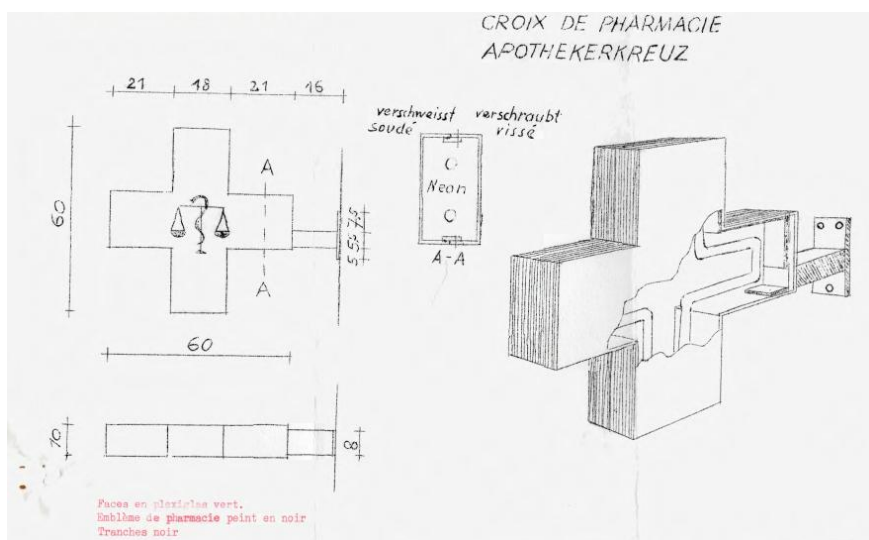 CROIX DE PHARMACIE
APOTHEKERKREUZ
21 18 21 16
verschweisst verschraubt
soudé vissé
A
60
Neon
5 5,5 7,5
A
A-A
60
10
8
Faces en plexiglas vert.
Emblème de pharmacie peint en noir
Tranches noir